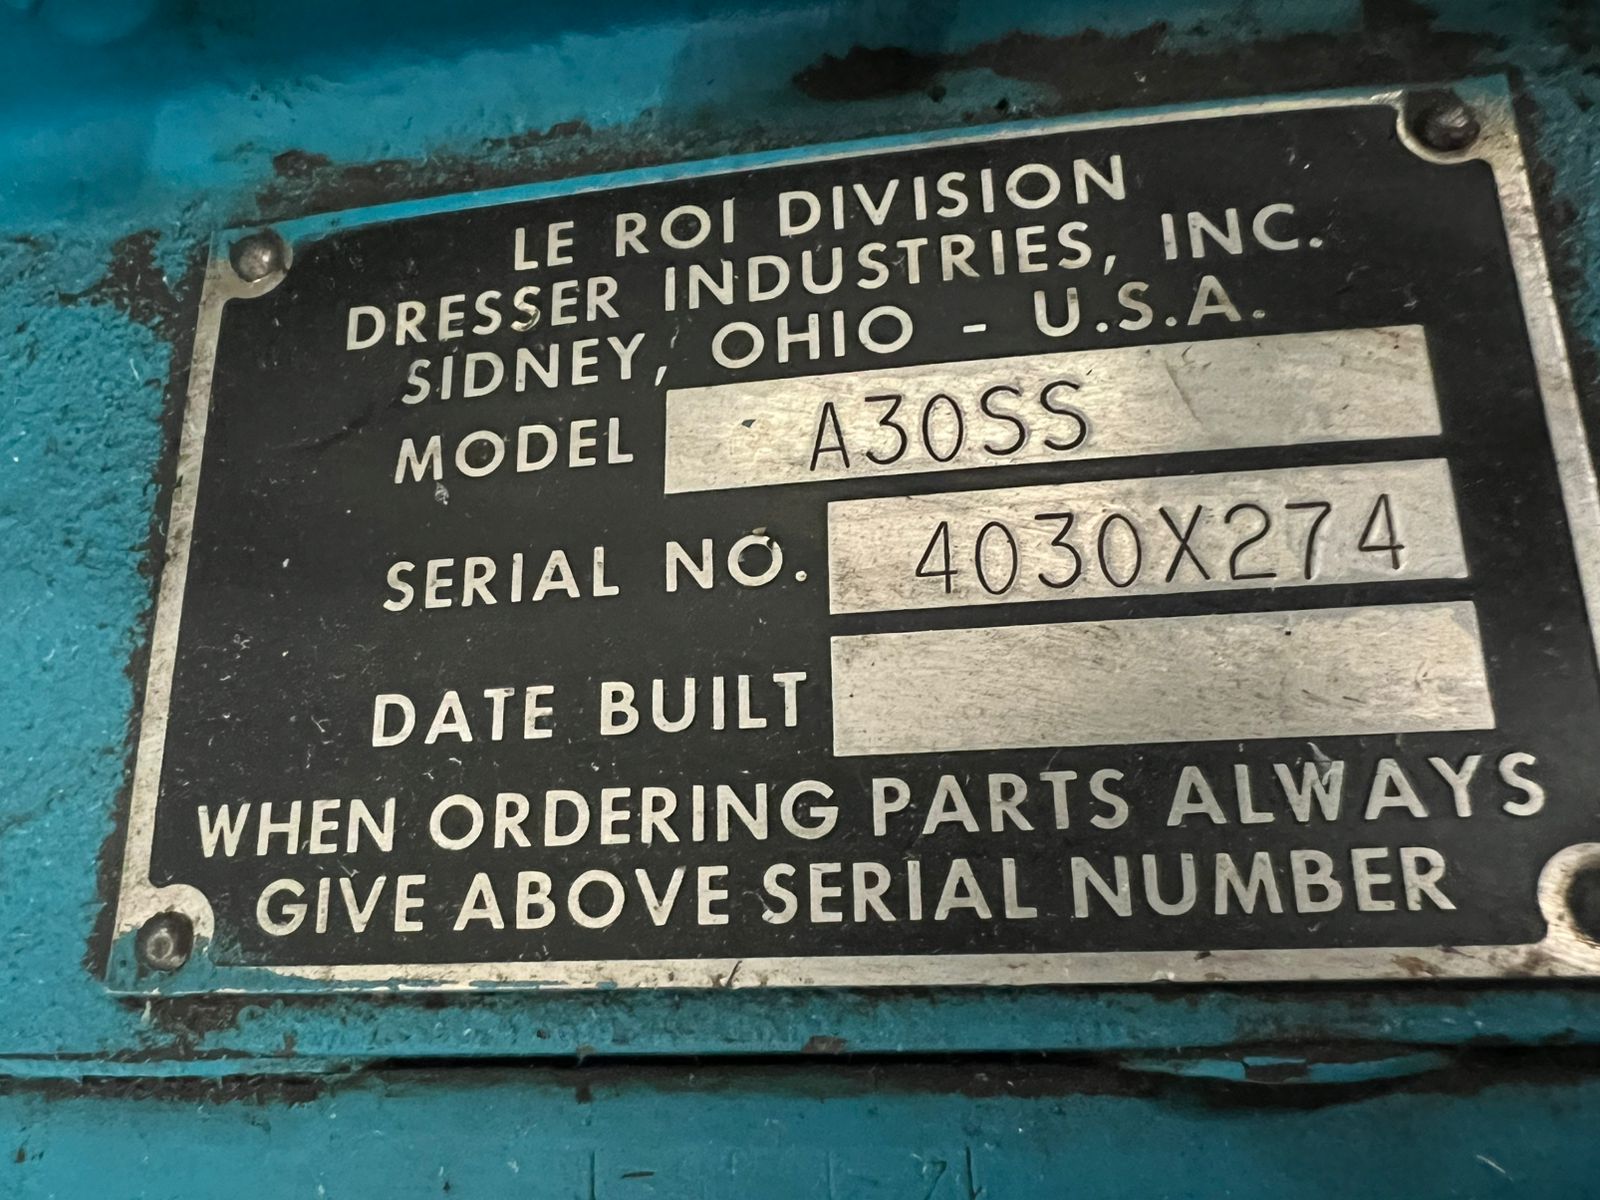 LE ROI DIVISION
DRESSER INDUSTRIES, INC.
SIDNEY, OHIO - U.S.A.
MODEL A30SS
SERIAL NO. 4030X274
DATE BUILT
WHEN ORDERING PARTS ALWAYS
GIVE ABOVE SERIAL NUMBER